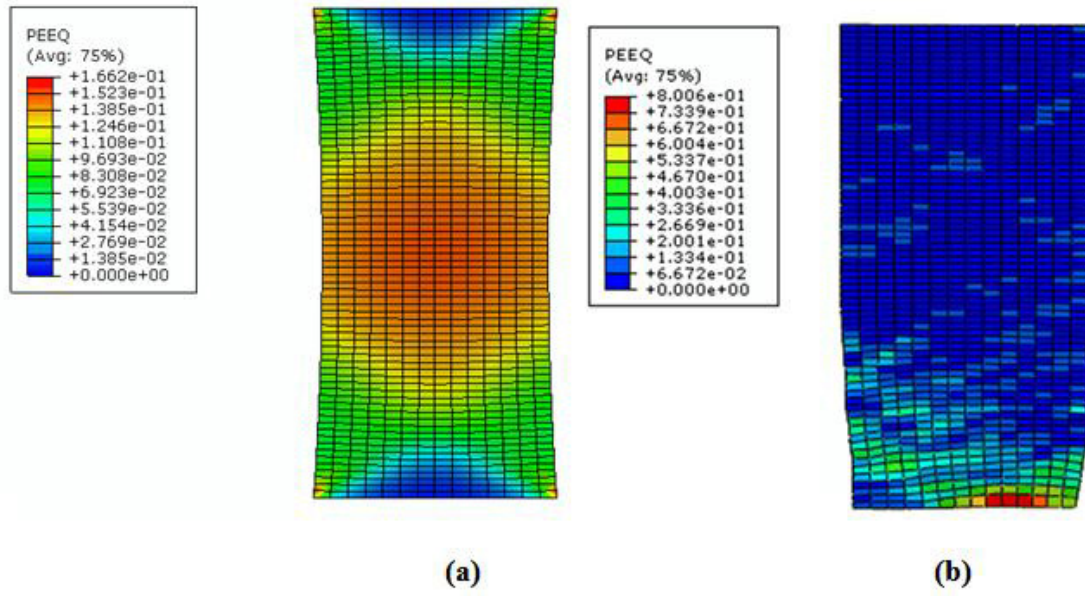 PEEQ
(Avg: 75%)
+1.662e-01
+1.523e-01
+1.385e-01
+1.246e-01
+1.108e-01
+9.693e-02
+8.308e-02
+6.923e-02
+5.539e-02
+4.154e-02
+2.769e-02
+1.385e-02
+0.000e+00
PEEQ
(Avg: 75%)
+8.006e-01
+7.339e-01
+6.672e-01
+6.004e-01
+5.337e-01
+4.670e-01
+4.003e-01
+3.336e-01
+2.669e-01
+2.001e-01
+1.334e-01
+6.672e-02
+0.000e+00
(a)
(b)